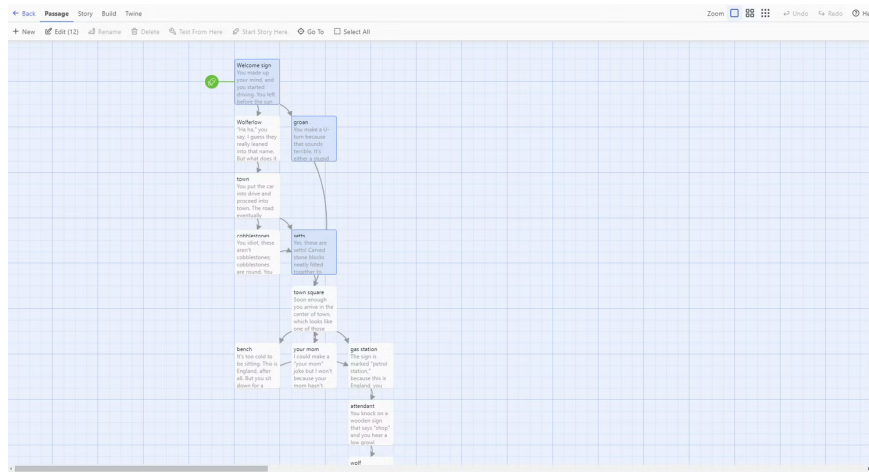 ← Back Passage Story Build Twine Zoom Undo Redo He
+ New Edit (12) Rename Delete Test From Here Start Story Here Go To Select All
Welcome sign
You made up
your mind, and
you started
driving. You left
before the sun
Wolferlow
"Ha ha," you
say. I guess they
really leaned
into that name.
But what does it
groan
You make a
turn because
that sounds
terrible. It's
either a stupid
town
You put the car
into drive and
proceed into
town. The road
eventually
cobblestones
You idiot, these
aren't
cobblestones;
cobblestones
are round. You
setts
Yes, these are
setts! Carved
stone blocks
neatly fitted
together to
town square
Soon enough
you arrive in the
center of town,
which looks like
one of those
bench
It's too cold to
be sitting. This is
England, after
all. But you sit
down for a
your mom
I could make a
"your mom"
joke but I won't
because your
mom hasn't
gas station
The sign is
marked "petrol
station,"
because this is
England, you
attendant
You knock on a
wooden sign
that says "shop"
and you hear a
low growl
wolf